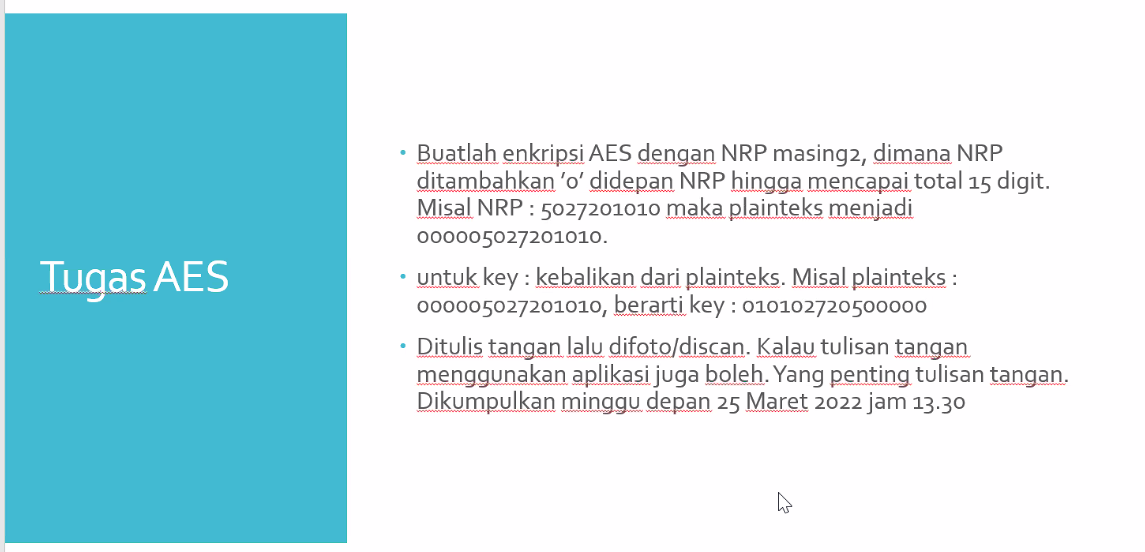 Tugas AES
• Buatlah enkripsi AES dengan NRP masing2, dimana NRP
ditambahkan ’0’ didepan NRP hingga mencapai total 15 digit.
Misal NRP : 5027201010 maka plainteks menjadi
000005027201010.
• untuk key : kebalikan dari plainteks. Misal plainteks :
000005027201010, berarti key : 010102720500000
• Ditulis tangan lalu difoto/discan. Kalau tulisan tangan
menggunakan aplikasi juga boleh. Yang penting tulisan tangan.
Dikumpulkan minggu depan 25 Maret 2022 jam 13.30